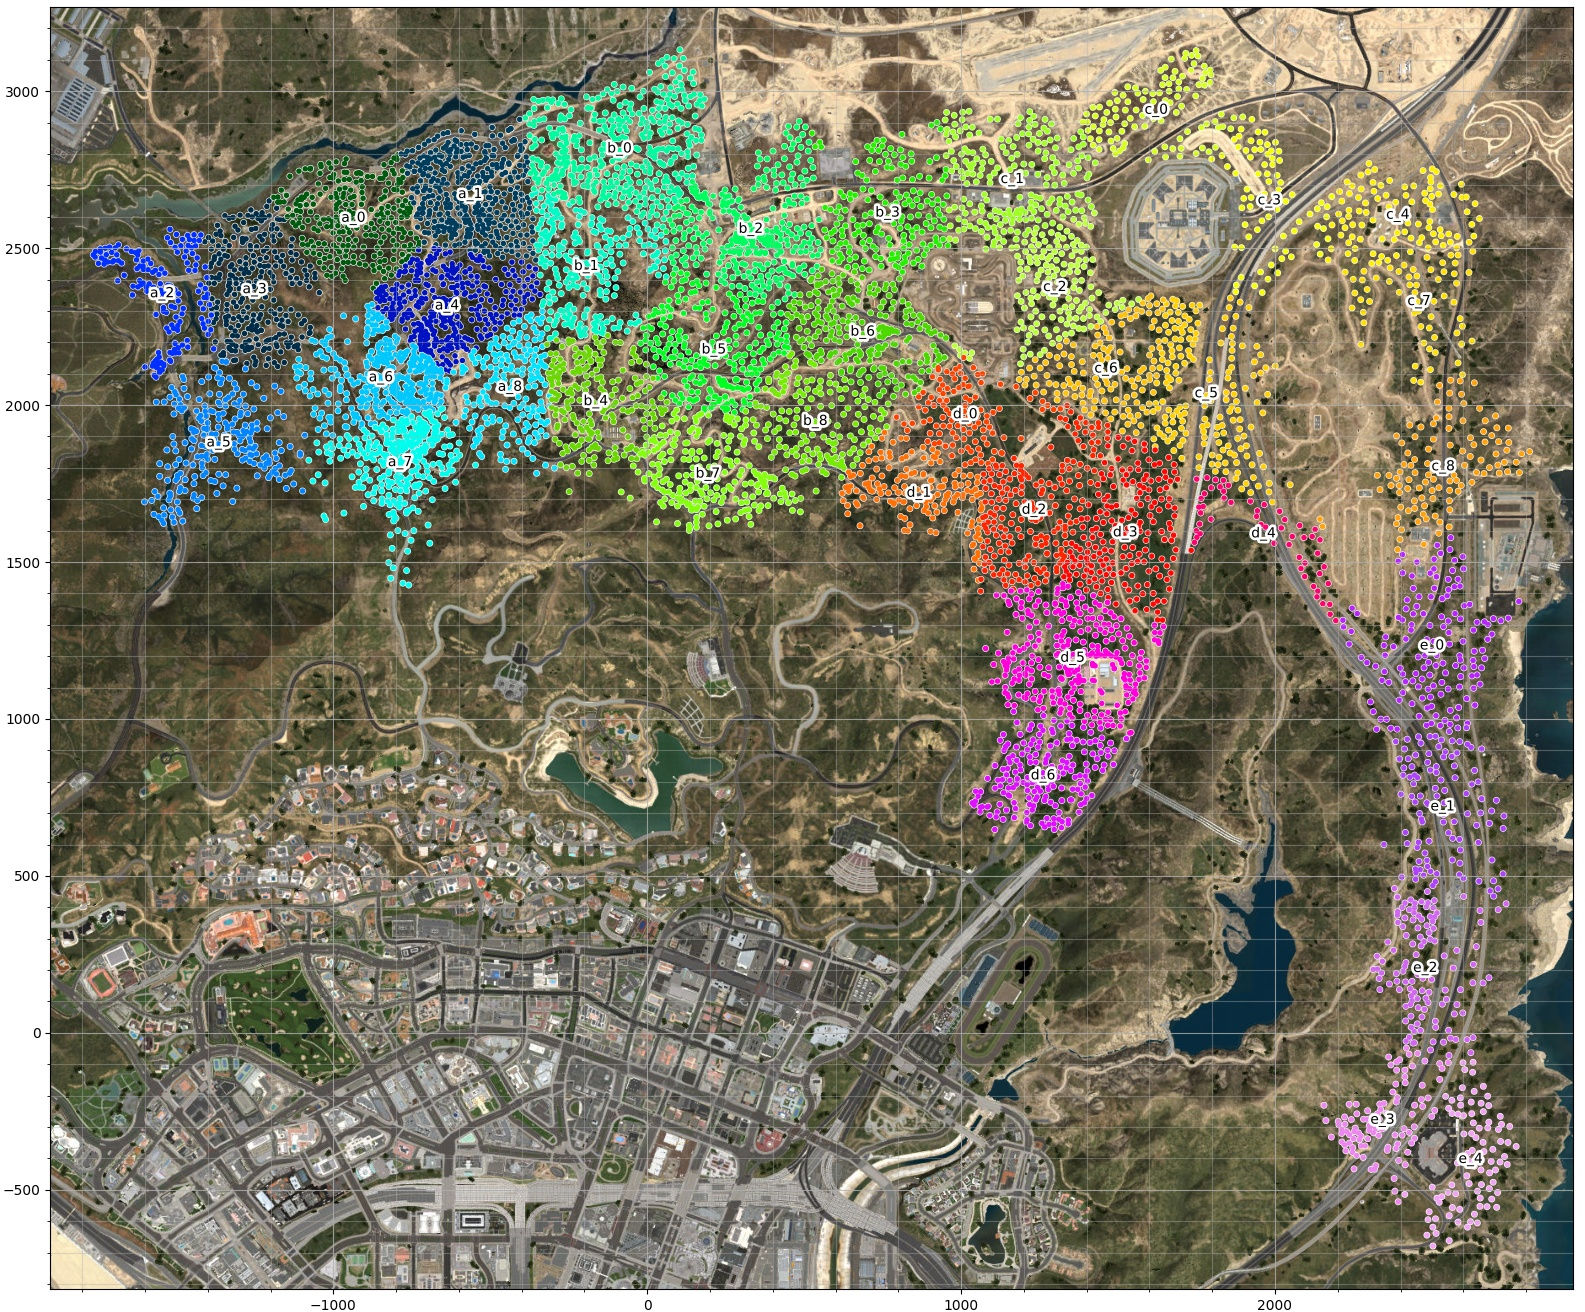 3000
2500
2000
1500
1000
500
0
−500
−1000
0
1000
2000
c_0
b_0
a_1
c_1
a_0
b_3
c_3
c_4
b_2
b_1
a_2
a_3
c_2
a_4
c_7
b_6
b_5
a_6
c_6
a_8
b_4
c_5
d_0
b_8
a_5
a_7
c_8
b_7
d_1
d_2
d_3
d_4
e_0
d_5
d_6
e_1
e_2
e_3
e_4